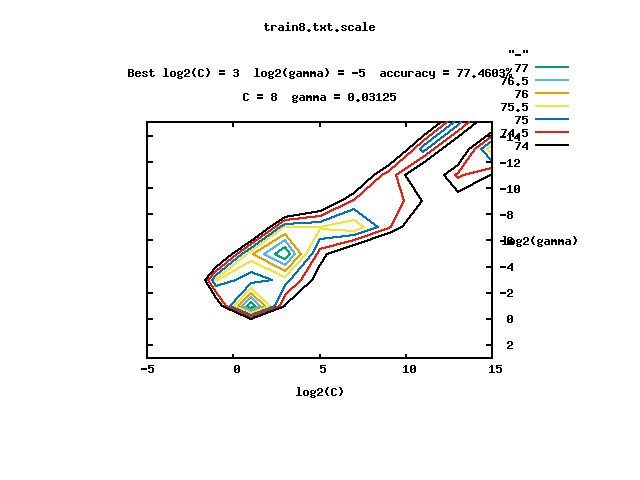 train8.txt.scale
"-"
Best log2(C) = 3  log2(gamma) = -5  accuracy = 77.4603%
77
76.5
C = 8  gamma = 0.03125
76
75.5
75
74.5
74
-14
-12
-10
-8
-6
log2(gamma)
-4
-2
0
2
-5 0 5 10 15
log2(C)